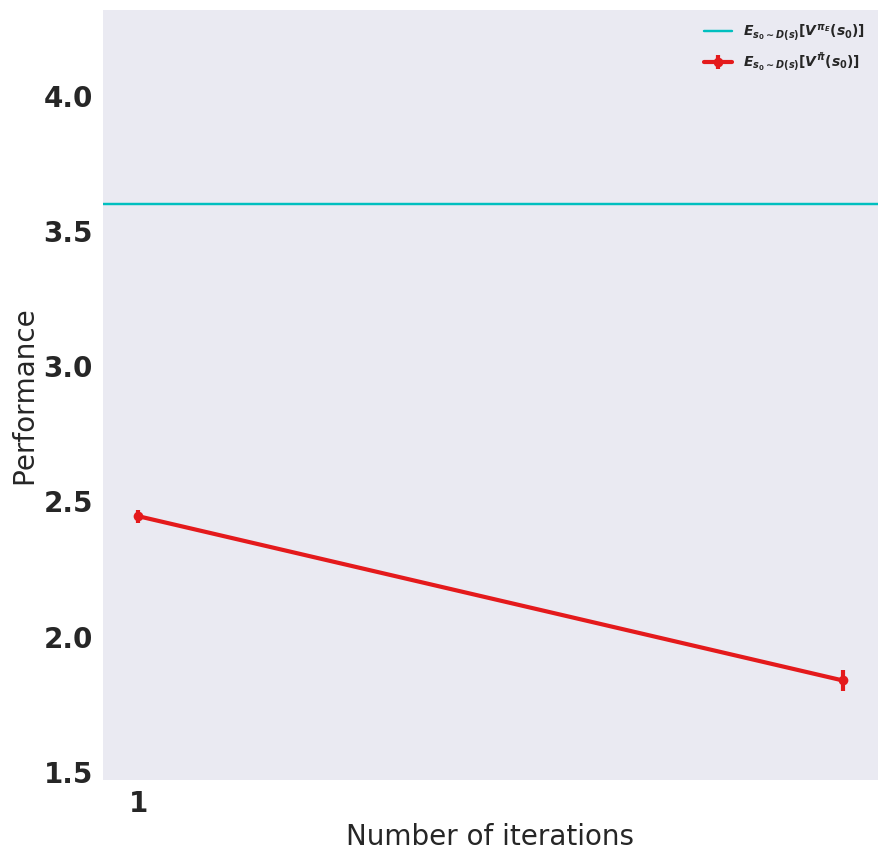 E_{s_0∼D(s)}[V^{π_E}(s_0)]
E_{s_0∼D(s)}[V^{\tilde{π}}(s_0)]
4.0
3.5
3.0
2.5
2.0
1.5
Performance
1
Number of iterations